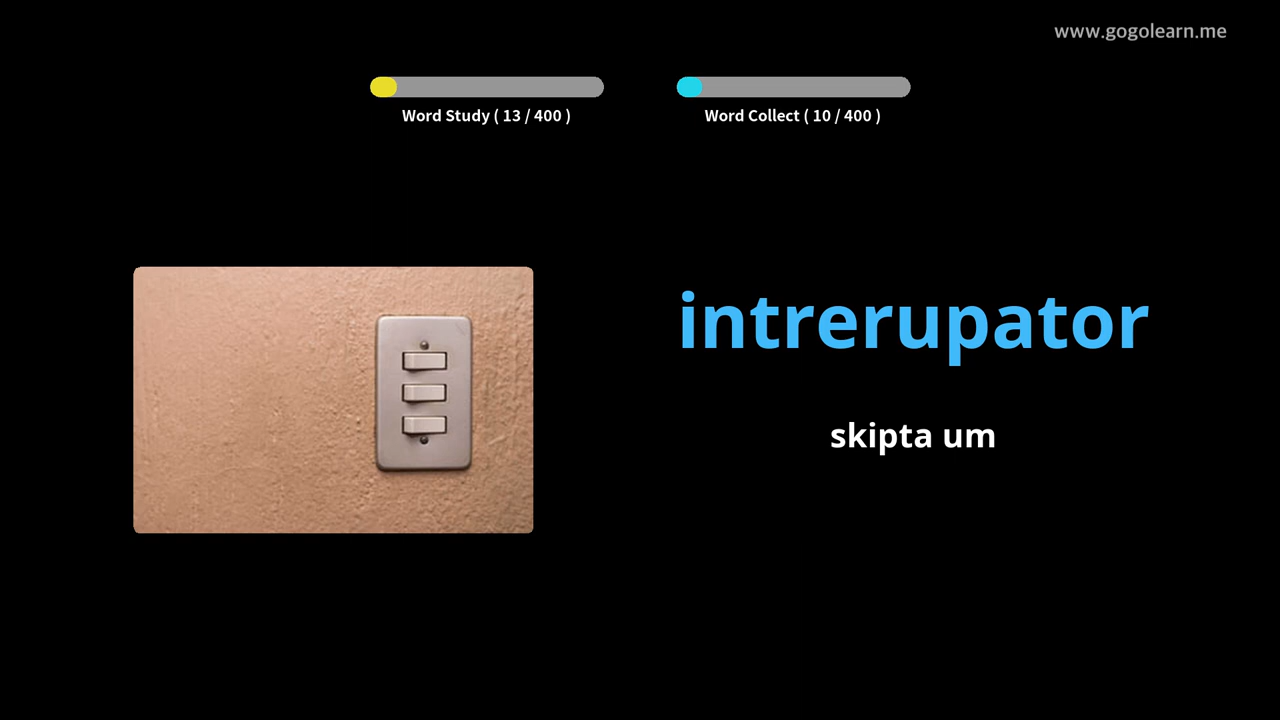 www.gogolearn.me
Word Study ( 13 / 400 )
Word Collect ( 10 / 400 )
intrerupator
skipta um